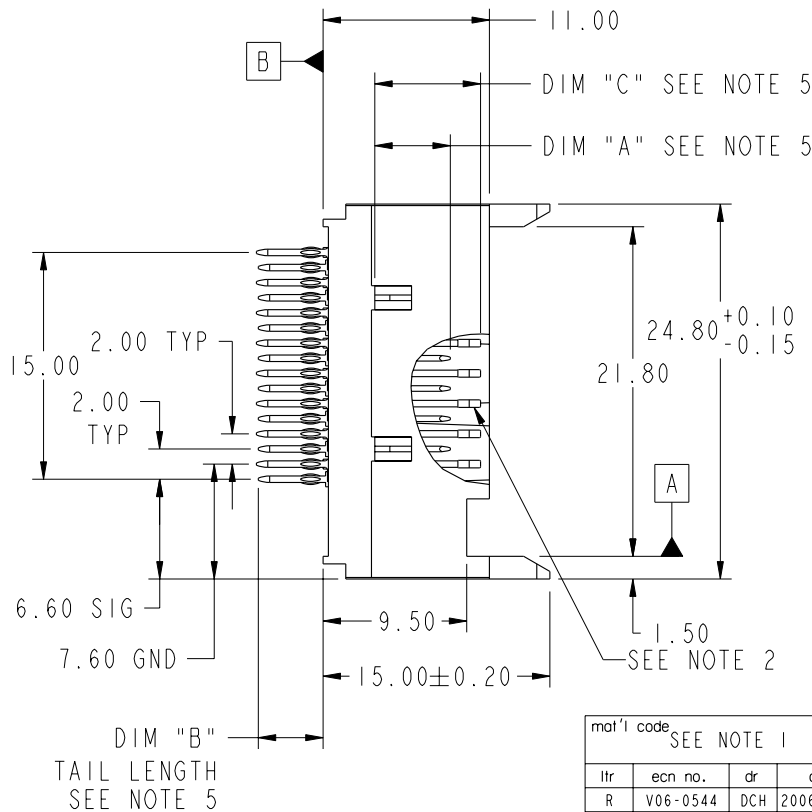 11.00
B
DIM "C" SEE NOTE 5
DIM "A" SEE NOTE 5
24.80 +0.10 -0.15
15.00
2.00 TYP
21.80
2.00
TYP
A
6.60 SIG
9.50
1.50
7.60 GND
SEE NOTE 2
15.00±0.20
DIM "B"
TAIL LENGTH
SEE NOTE 5
mat'l code SEE NOTE 1
ltr ecn no. dr
R V06-0544 DCH 2006